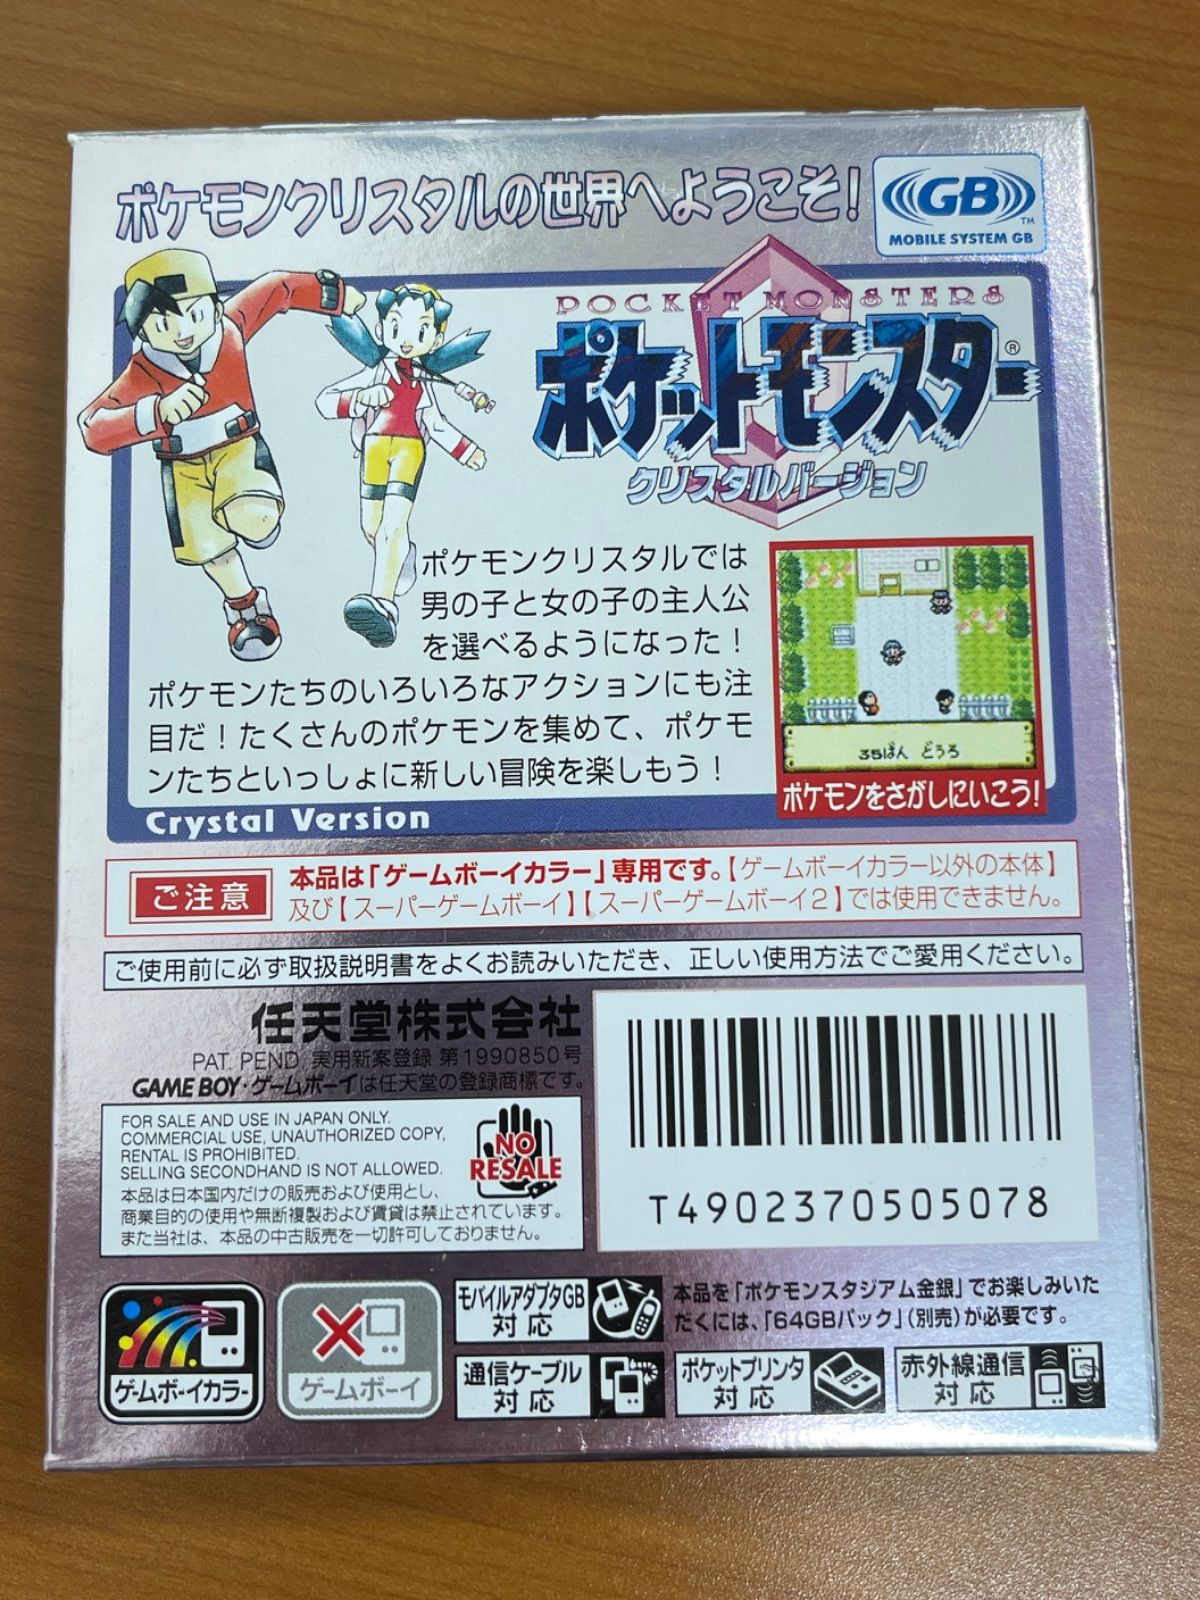 ポケモンクリスタルの世界へようこそ!
GB
TM
MOBILE SYSTEM GB
POCKET MONSTERS
ポケットモンスター®
クリスタルバージョン
ポケモンクリスタルでは
男の子と女の子の主人公
を選べるようになった!
ポケモンたちのいろいろなアクションにも注
目だ!たくさんのポケモンを集めて、ポケモ
ンたちといっしょに新しい冒険を楽しもう!
35ばん どうろ
ポケモンをさがしにいこう!
Crystal Version
ご注意
本品は「ゲームボーイカラー」専用です。【ゲームボーイカラー以外の本体】
及び【スーパーゲームボーイ】【スーパーゲームボーイ2】では使用できません。
ご使用前に必ず取扱説明書をよくお読みいただき、正しい使用方法でご愛用ください。
任天堂株式会社
PAT. PEND. 実用新案登録 第1990850号
GAME BOY・ゲームボーイは任天堂の登録商標です。
FOR SALE AND USE IN JAPAN ONLY.
COMMERCIAL USE, UNAUTHORIZED COPY,
RENTAL IS PROHIBITED.
SELLING SECONDHAND IS NOT ALLOWED.
NO
RESALE
本品は日本国内だけの販売および使用とし、
商業目的の使用や無断複製および賃貸は禁止されています。
また当社は、本品の中古販売を一切許可しておりません。
T4902370505078
ゲームボーイカラー
ゲームボーイ
モバイルアダプタGB
対応
本品を「ポケモンスタジアム金銀」でお楽しみいた
だくには、「64GBパック」(別売)が必要です。
通信ケーブル
対応
ポケットプリンタ
対応
赤外線通信
対応